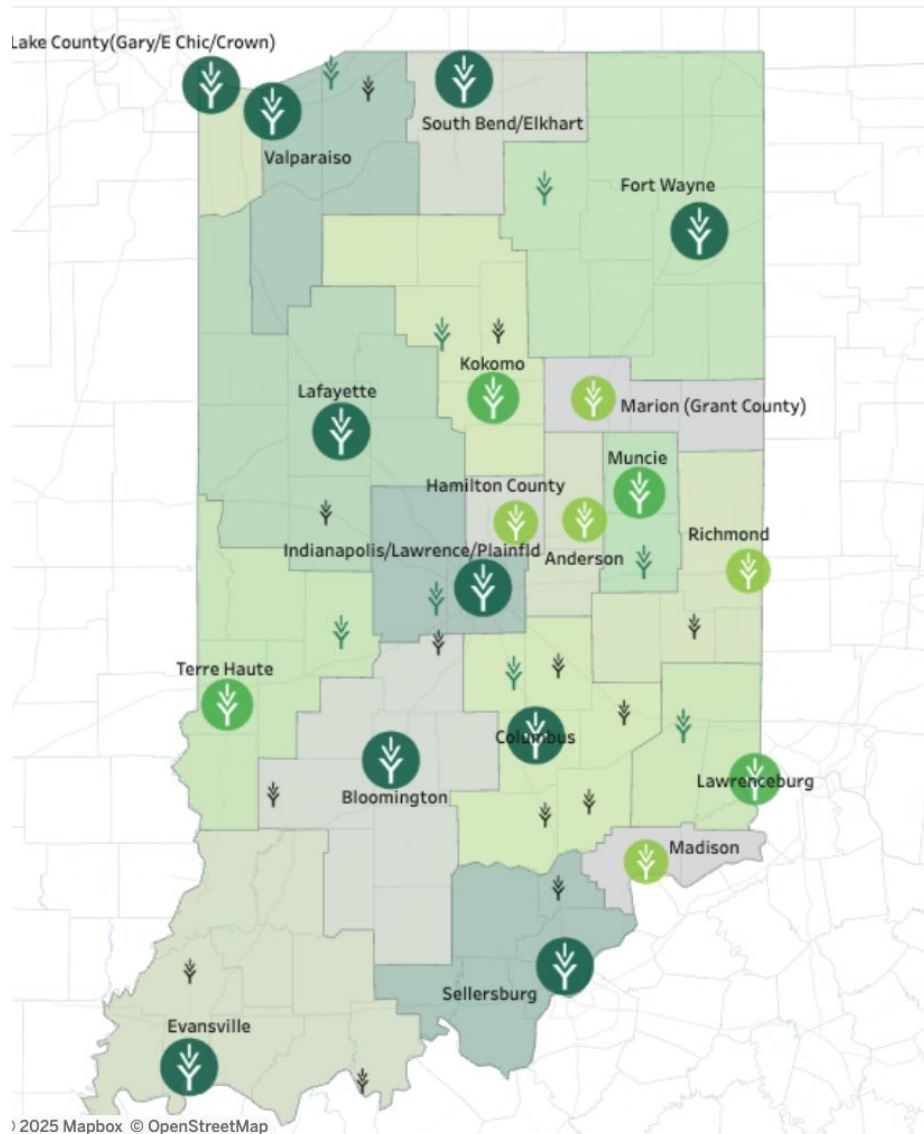 Lake County(Gary/E Chic/Crown)
South Bend/Elkhart
Valparaiso
Fort Wayne
Kokomo
Lafayette
Marion (Grant County)
Muncie
Hamilton County
Richmond
Indianapolis/Lawrence/Plainfld
Anderson
Terre Haute
Columbus
Lawrenceburg
Bloomington
Madison
Sellersburg
Evansville
2025 Mapbox © OpenStreetMap